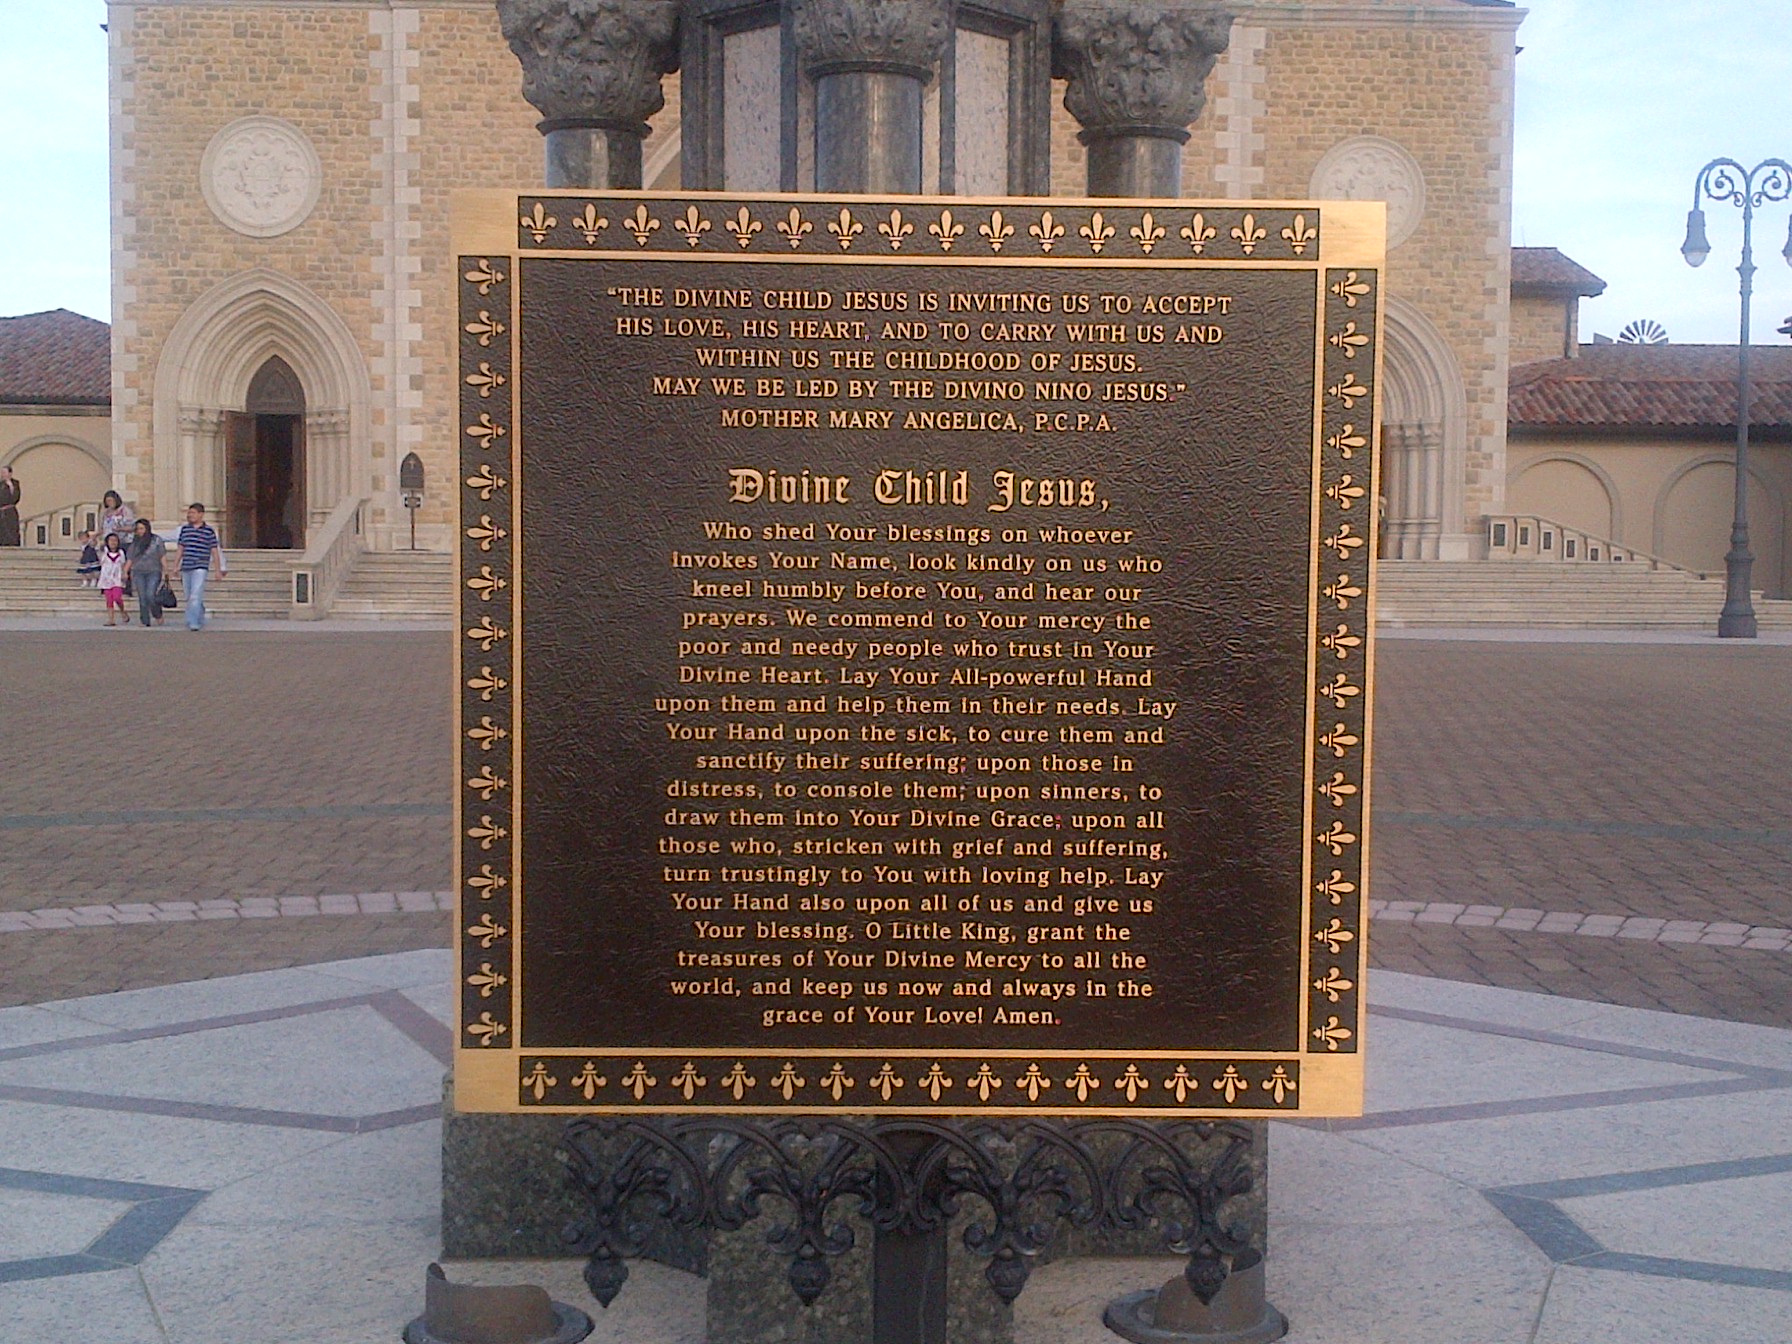 "THE DIVINE CHILD JESUS IS INVITING US TO ACCEPT
HIS LOVE, HIS HEART, AND TO CARRY WITH US AND
WITHIN US THE CHILDHOOD OF JESUS.
MAY WE BE LED BY THE DIVINO NINO JESUS."
MOTHER MARY ANGELICA, P.C.P.A.
Divine Child Jesus,
Who shed Your blessings on whoever
invokes Your Name, look kindly on us who
kneel humbly before You, and hear our
prayers. We commend to Your mercy the
poor and needy people who trust in Your
Divine Heart. Lay Your All-powerful Hand
upon them and help them in their needs. Lay
Your Hand upon the sick, to cure them and
sanctify their suffering; upon those in
distress, to console them; upon sinners, to
draw them into Your Divine Grace; upon all
those who, stricken with grief and suffering,
turn trustingly to You with loving help. Lay
Your Hand also upon all of us and give us
Your blessing. O Little King, grant the
treasures of Your Divine Mercy to all the
world, and keep us now and always in the
grace of Your Love! Amen.